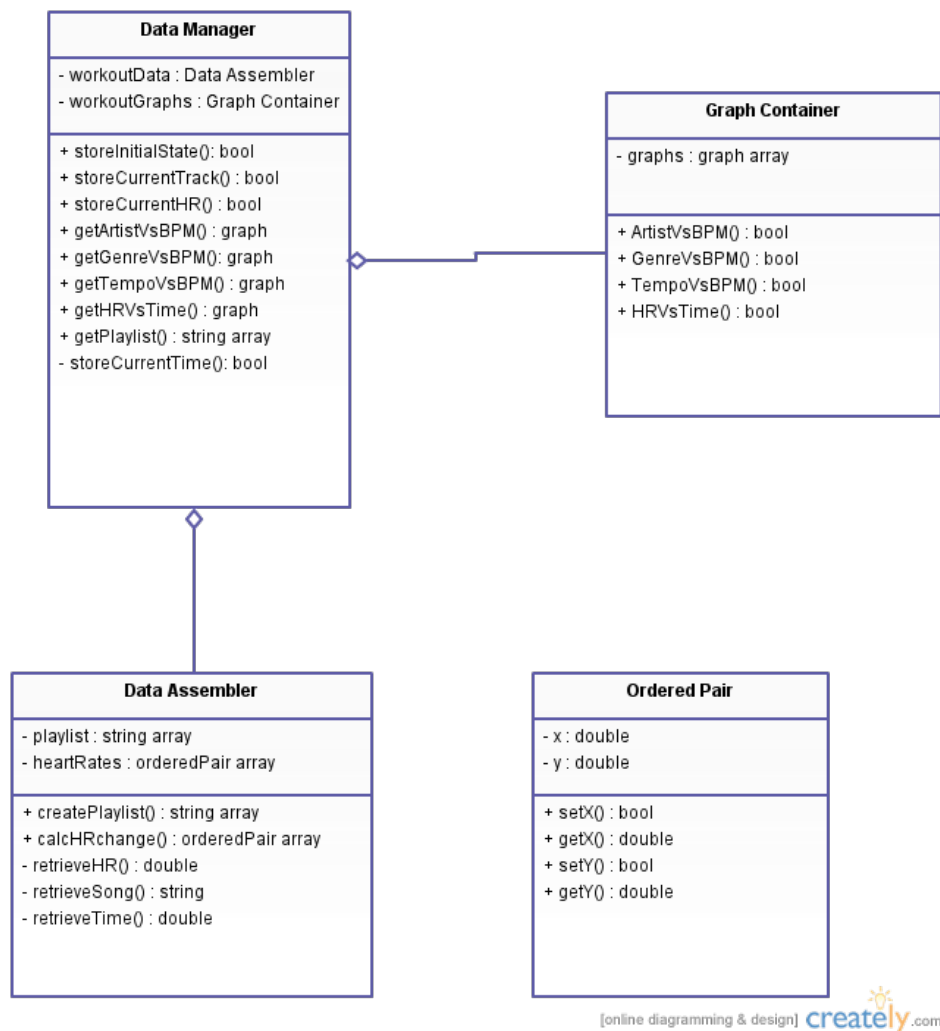 Data Manager
- workoutData : Data Assembler
- workoutGraphs : Graph Container
+ storeInitialState(): bool
+ storeCurrentTrack() : bool
+ storeCurrentHR() : bool
+ getArtistVsBPM() : graph
+ getGenreVsBPM(): graph
+ getTempoVsBPM() : graph
+ getHRVsTime() : graph
+ getPlaylist() : string array
- storeCurrentTime(): bool
Graph Container
- graphs : graph array
+ ArtistVsBPM() : bool
+ GenreVsBPM() : bool
+ TempoVsBPM() : bool
+ HRVsTime() : bool
Data Assembler
- playlist : string array
- heartRates : orderedPair array
+ createPlaylist() : string array
+ calcHRchange() : orderedPair array
- retrieveHR() : double
- retrieveSong() : string
- retrieveTime() : double
Ordered Pair
- x : double
- y : double
+ setX() : bool
+ getX() : double
+ setY() : bool
+ getY() : double
[online diagramming & design] creately.com